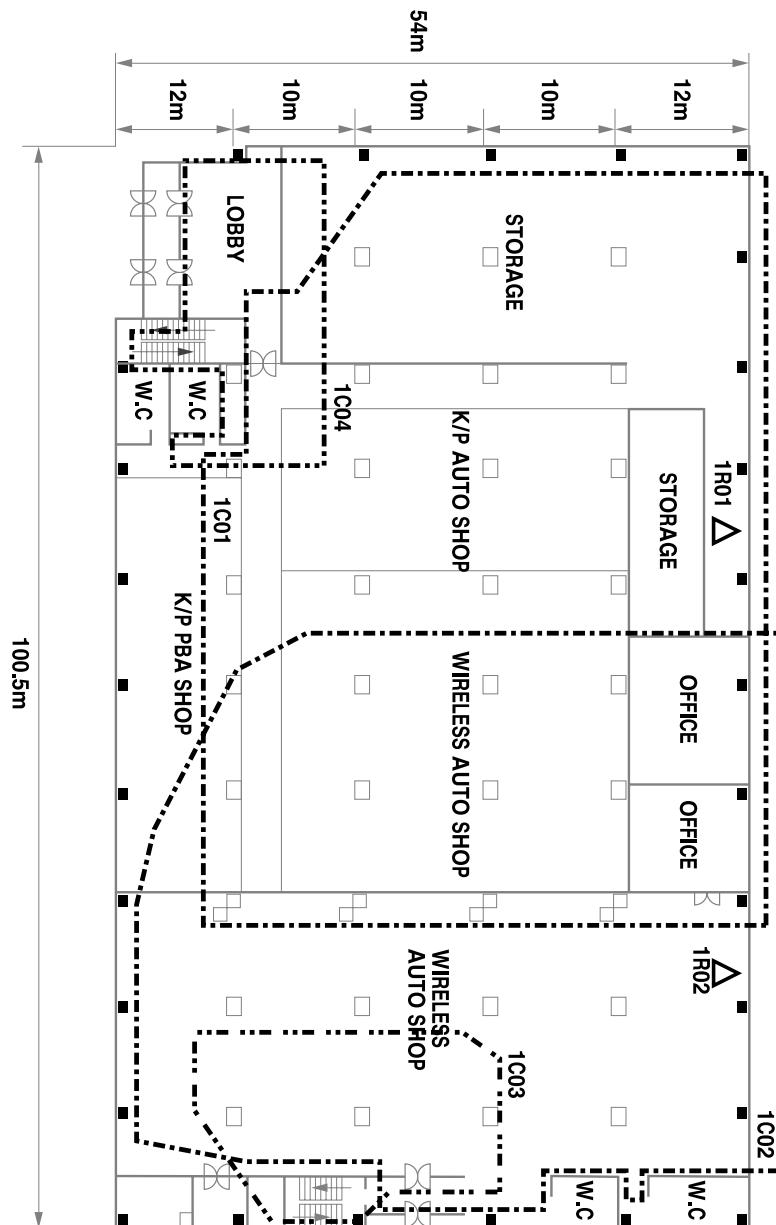 54m
12m
10m
10m
10m
12m
100.5m
LOBBY
STORAGE
W.C
W.C
1C04
K/P AUTO SHOP
STORAGE
1R01
1C01
K/P PBA SHOP
WIRELESS AUTO SHOP
OFFICE
OFFICE
WIRELESS
AUTO SHOP
1R02
1C03
1C02
W.C
W.C